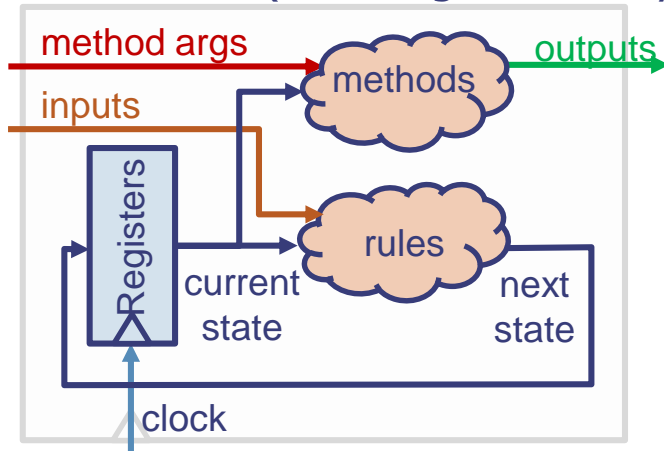 method args
outputs
methods
inputs
Registers
rules
current
state
next
state
clock